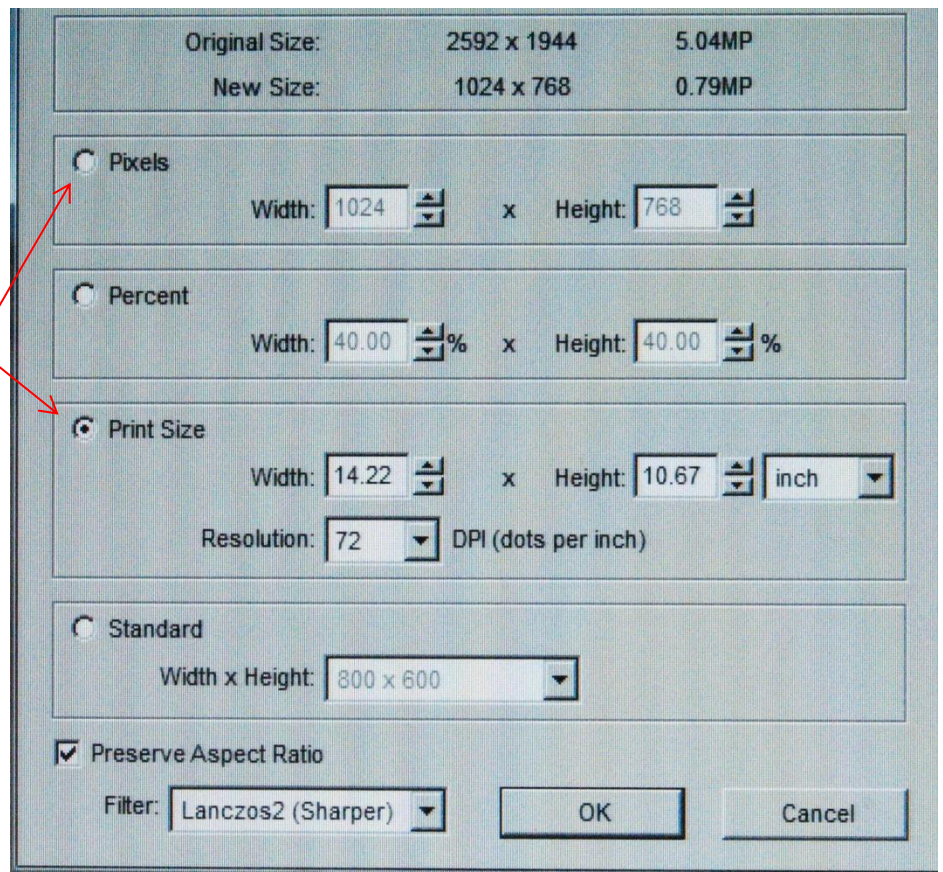 Original Size: 2592 x 1944 5.04MP
New Size: 1024 x 768 0.79MP
Pixels
Width: 1024 x Height: 768
Percent
Width: 40.00 % x Height: 40.00 %
Print Size
Width: 14.22 x Height: 10.67 inch
Resolution: 72 DPI (dots per inch)
Standard
Width x Height: 800 x 600
Preserve Aspect Ratio
Filter: Lanczos2 (Sharper) OK Cancel